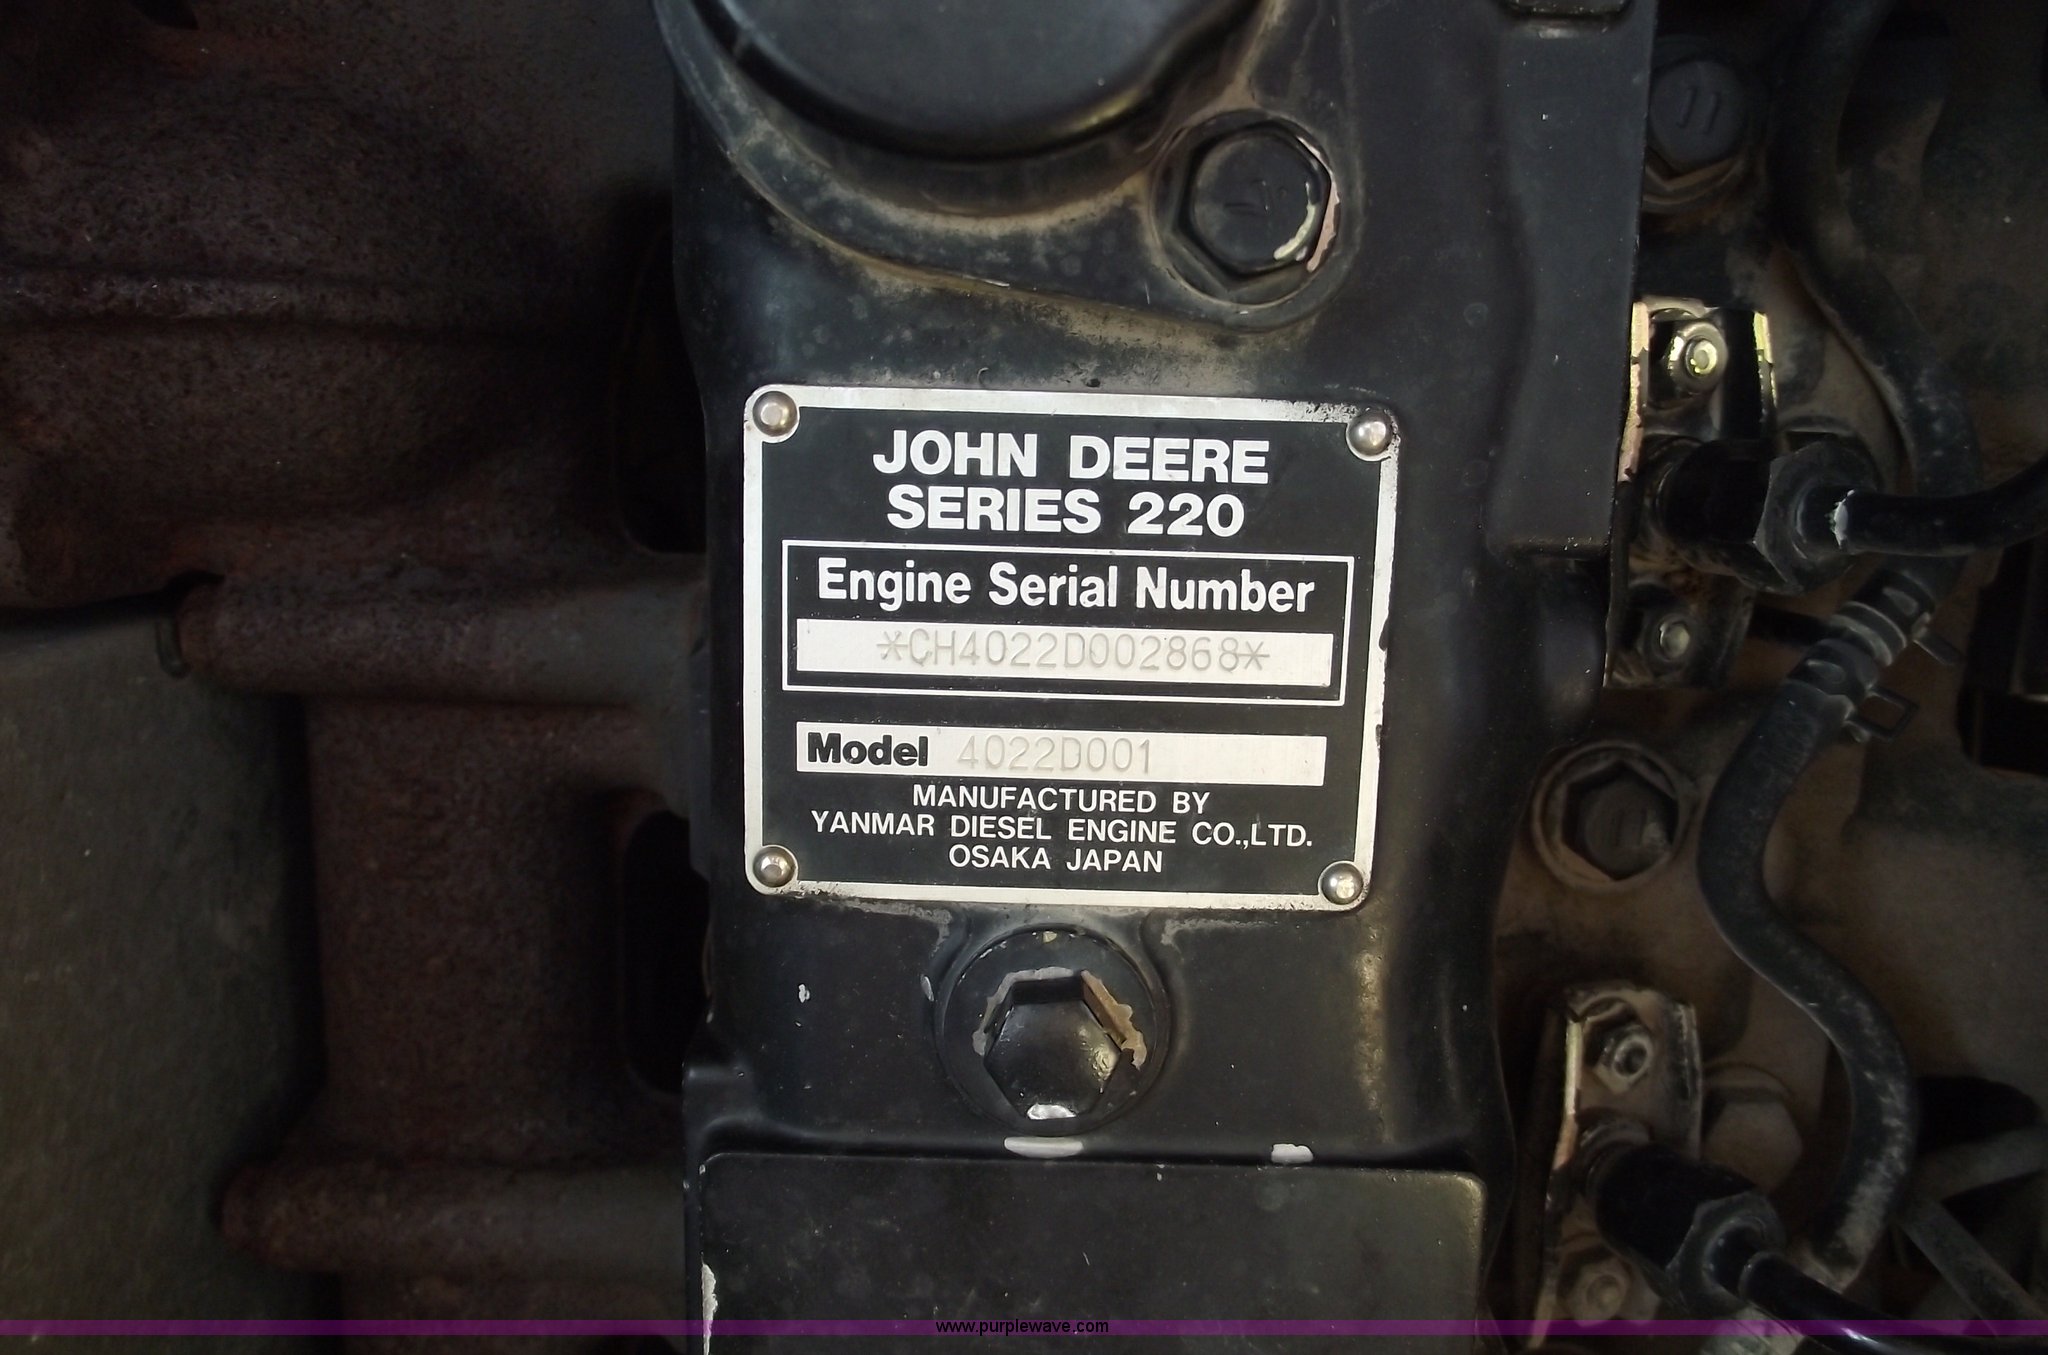 JOHN DEERE
SERIES 220
Engine Serial Number
*CH4022D002868*
Model 4022D001
MANUFACTURED BY
YANMAR DIESEL ENGINE CO.,LTD.
OSAKA JAPAN
www.purplewave.com